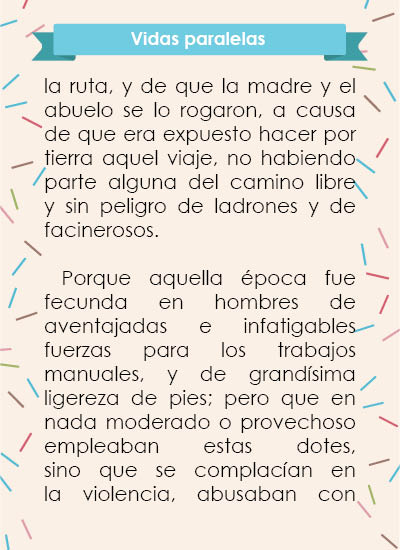 Vidas paralelas
la ruta, y de que la madre y el
abuelo se lo rogaron, a causa
de que era expuesto hacer por
tierra aquel viaje, no habiendo
parte alguna del camino libre
y sin peligro de ladrones y de
facinerosos.
Porque aquella época fue
fecunda en hombres de
aventajadas e infatigables
fuerzas para los trabajos
manuales, y de grandísima
ligereza de pies; pero que en
nada moderado o provechoso
empleaban estas dotes,
sino que se complacían en
la violencia, abusaban con